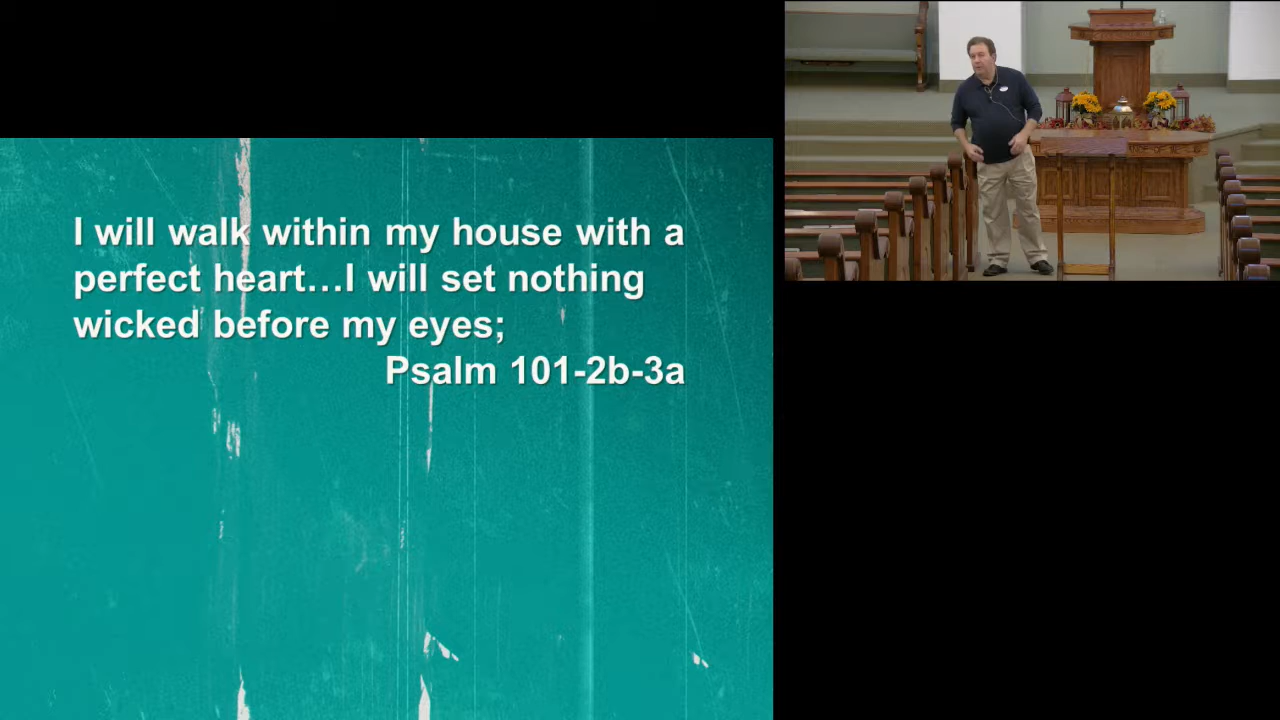 I will walk within my house with a
perfect heart…I will set nothing
wicked before my eyes;
Psalm 101-2b-3a